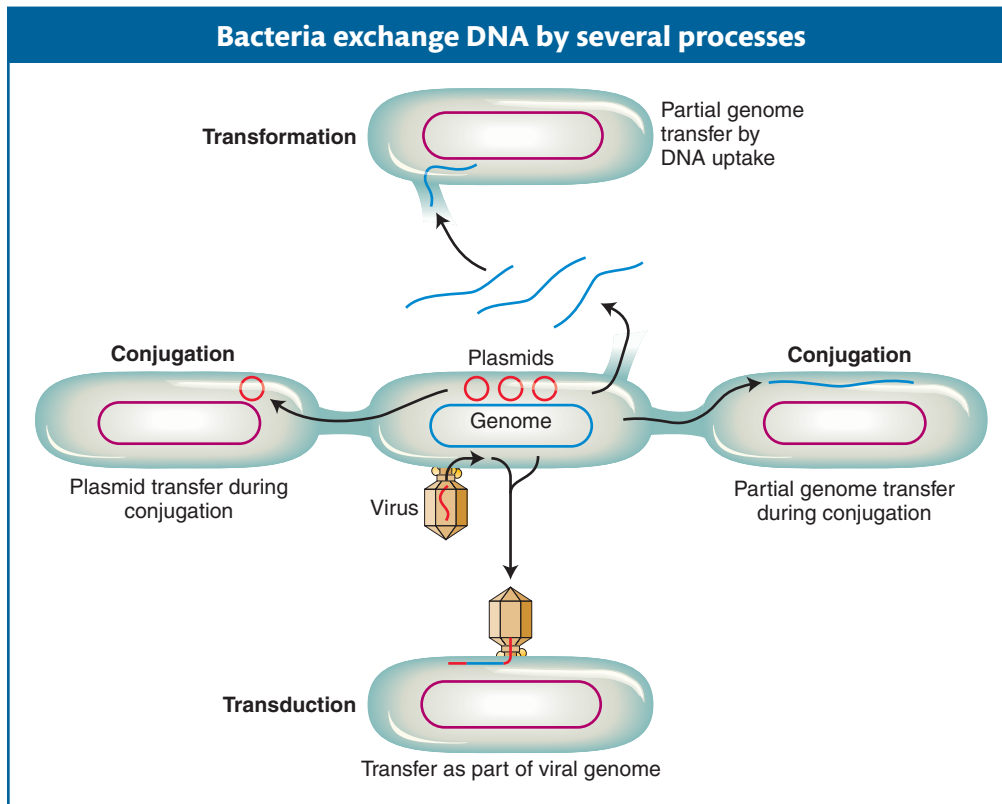 Bacteria exchange DNA by several processes
Transformation
Partial genome
transfer by
DNA uptake
Conjugation
Plasmids
Conjugation
Genome
Plasmid transfer during
conjugation
Virus
Partial genome transfer
during conjugation
Transduction
Transfer as part of viral genome